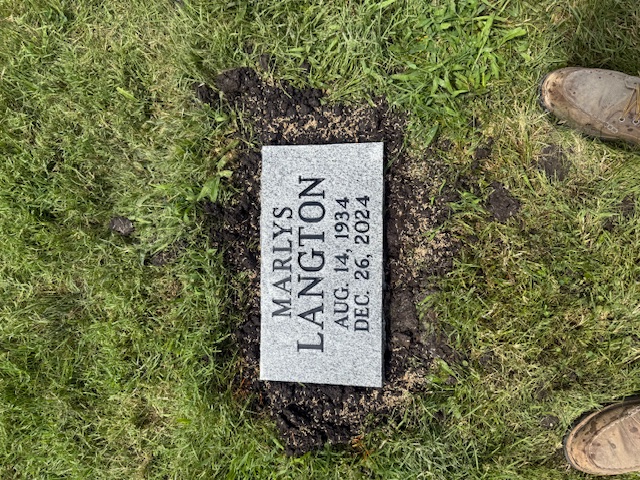 MARLYS
LANGTON
AUG. 14, 1934
DEC. 26, 2024